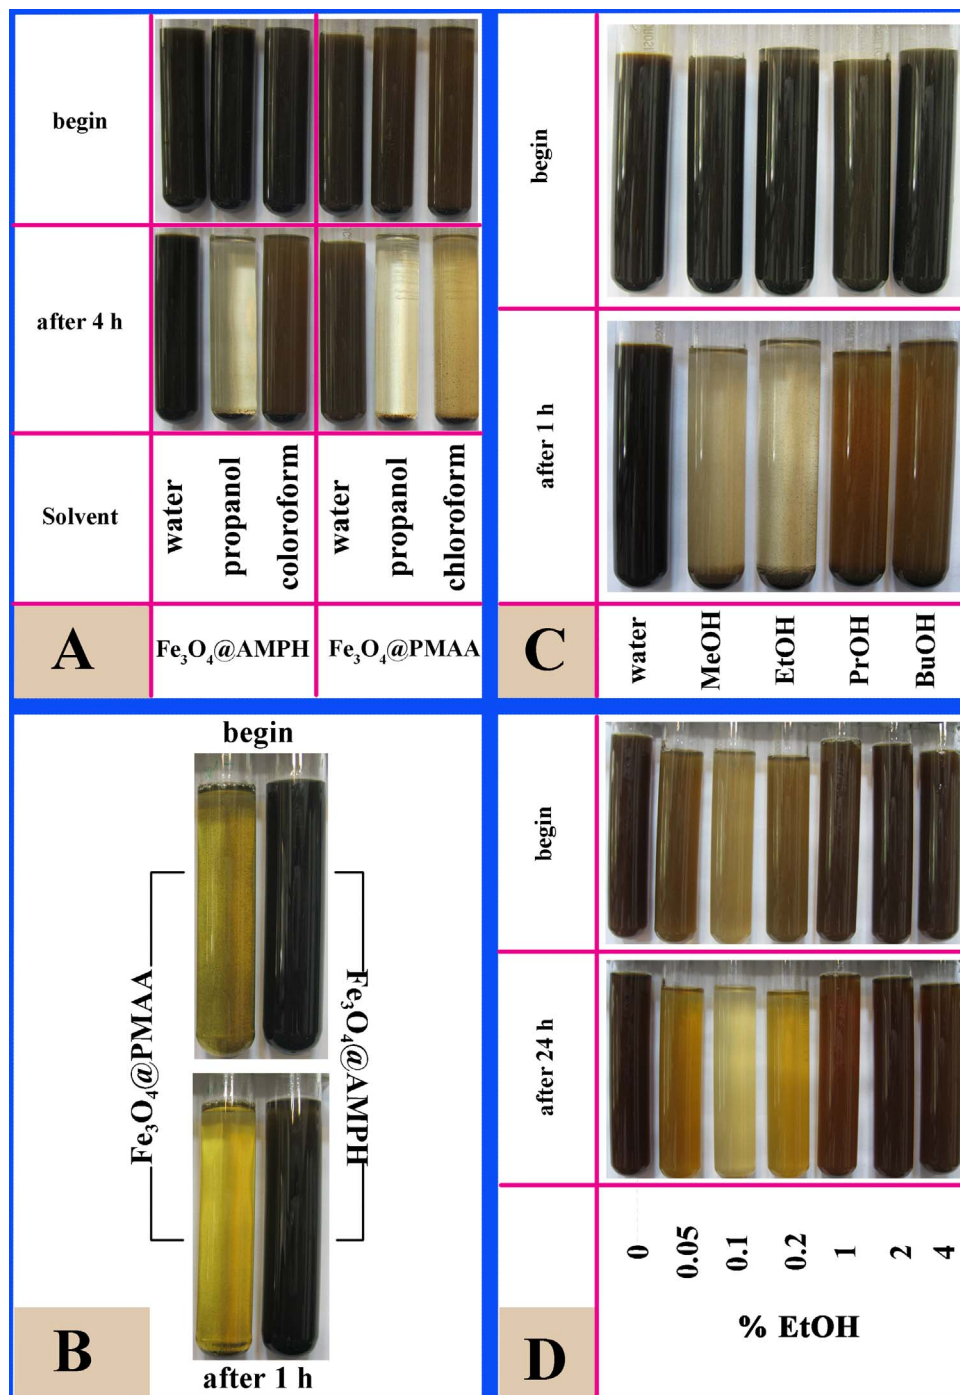 begin
after 4 h
Solvent
water
propanol
coloroform
water
propanol
chloroform
A
Fe₃O₄@AMPH
Fe₃O₄@PMAA
begin
after 1 h
C
water
MeOH
EtOH
PrOH
BuOH
begin
Fe₃O₄@PMAA
Fe₃O₄@AMPH
B
after 1 h
begin
after 24 h
0
0.05
0.1
0.2
1
2
4
% EtOH
D